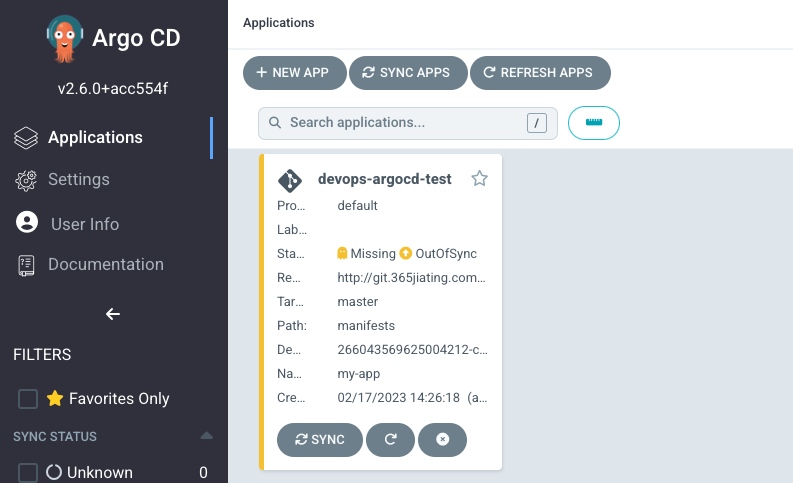 Argo CD
v2.6.0+acc554f
Applications
Settings
User Info
Documentation
FILTERS
Favorites Only
SYNC STATUS
Unknown 0
Applications
NEW APP SYNC APPS REFRESH APPS
Search applications... /
devops-argocd-test
Pro... default
Lab...
Sta... Missing OutOfSync
Re... http://git.365jiating.com...
Tar... master
Path: manifests
De... 266043569625004212-c...
Na... my-app
Cre... 02/17/2023 14:26:18 (a...
SYNC